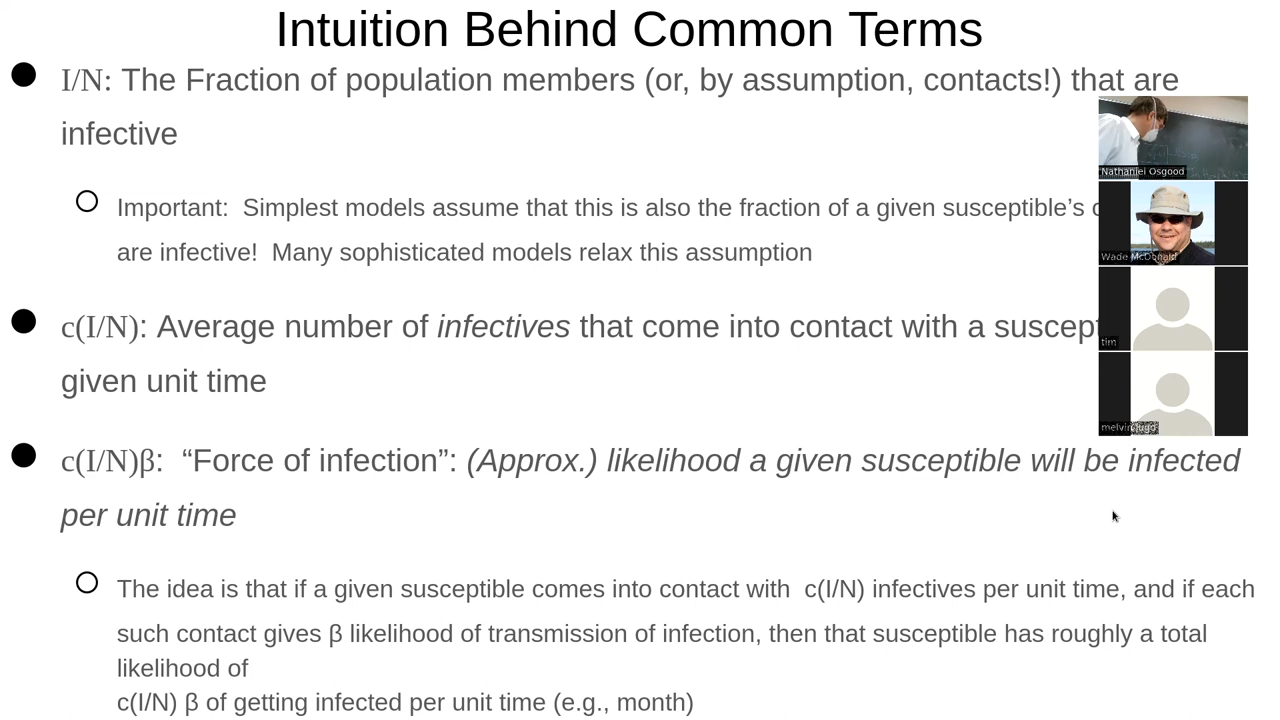 Intuition Behind Common Terms
I/N: The Fraction of population members (or, by assumption, contacts!) that are
infective
Important:  Simplest models assume that this is also the fraction of a given susceptible’s
are infective!  Many sophisticated models relax this assumption
c(I/N): Average number of infectives that come into contact with a
given unit time
c(I/N)β:  “Force of infection”: (Approx.) likelihood a given susceptible will be infected
per unit time
The idea is that if a given susceptible comes into contact with  c(I/N) infectives per unit time, and if each
such contact gives β likelihood of transmission of infection, then that susceptible has roughly a total
likelihood of
c(I/N) β of getting infected per unit time (e.g., month)
Nathaniel Osgood
Wade McDonald
tim